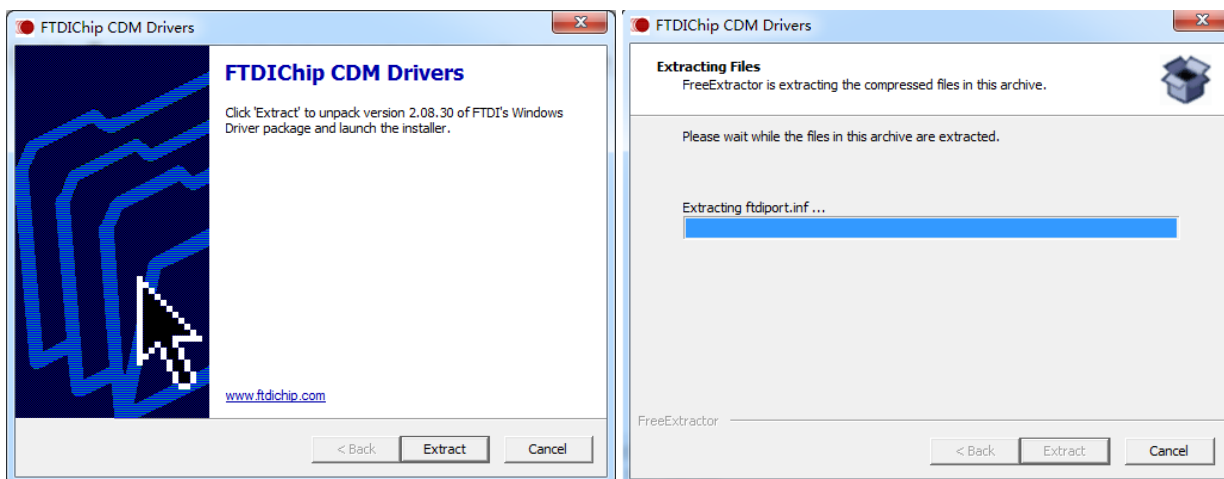 FTDIChip CDM Drivers
FTDIChip CDM Drivers
Click 'Extract' to unpack version 2.08.30 of FTDI's Windows
Driver package and launch the installer.
www.ftdichip.com
< Back
Extract
Cancel
FTDIChip CDM Drivers
Extracting Files
FreeExtractor is extracting the compressed files in this archive.
Please wait while the files in this archive are extracted.
Extracting ftdiport.inf ...
FreeExtractor
< Back
Extract
Cancel